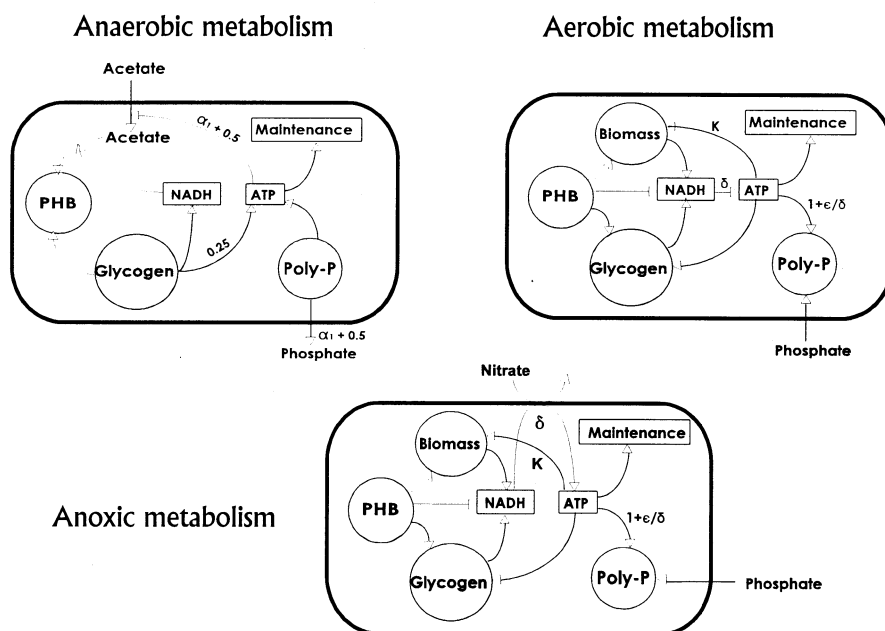 Anaerobic metabolism
Aerobic metabolism
Acetate
Acetate
α1 + 0.5
Maintenance
NADH
ATP
PHB
0.25
Glycogen
Poly-P
α1 + 0.5
Phosphate
Biomass
K
Maintenance
PHB
NADH
δ
ATP
1+ϵ/δ
Glycogen
Poly-P
Phosphate
Nitrate
δ
Biomass
Maintenance
K
PHB
NADH
ATP
1+ϵ/δ
Anoxic metabolism
Glycogen
Poly-P
Phosphate